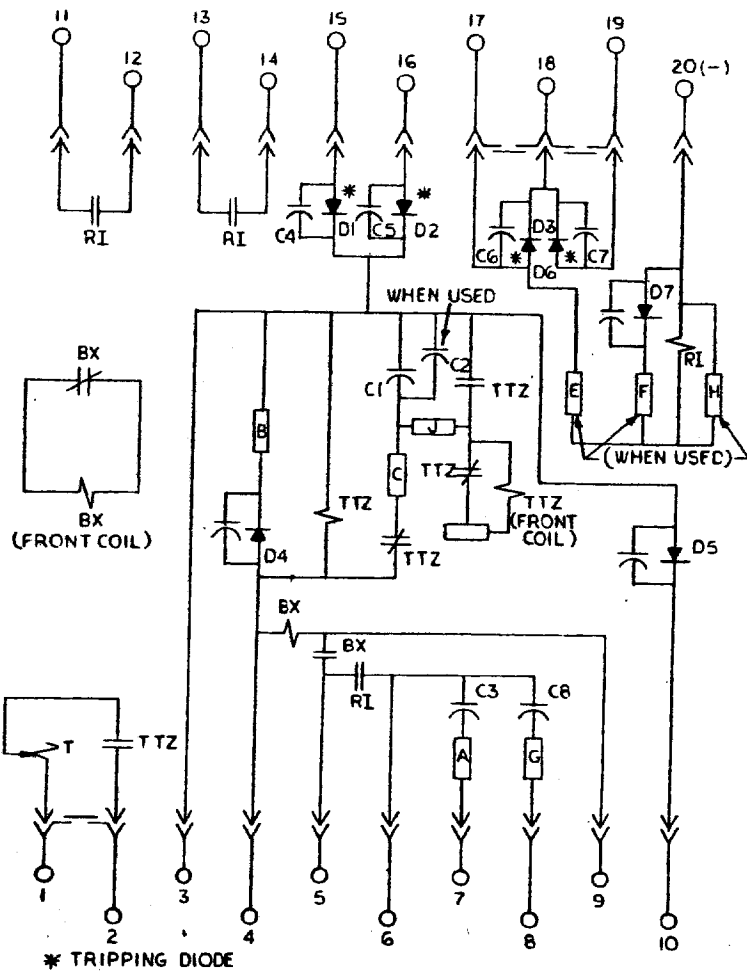 11
13
15
17
19
12
14
16
18
20(-)
*
*
C4
D1
C5
D2
RI
RI
D3
C6
*
*
C7
D6
D7
WHEN USED
RI
BX
C2
C1
TTZ
E
F
H
B
J
(WHEN USED)
C
TTZ
BX
(FRONT COIL)
TTZ
TTZ
(FRONT
COIL)
D4
TTZ
D5
BX
BX
RI
C3
C8
T
TTZ
A
G
1
3
5
7
9
2
4
6
8
10
* TRIPPING DIODE